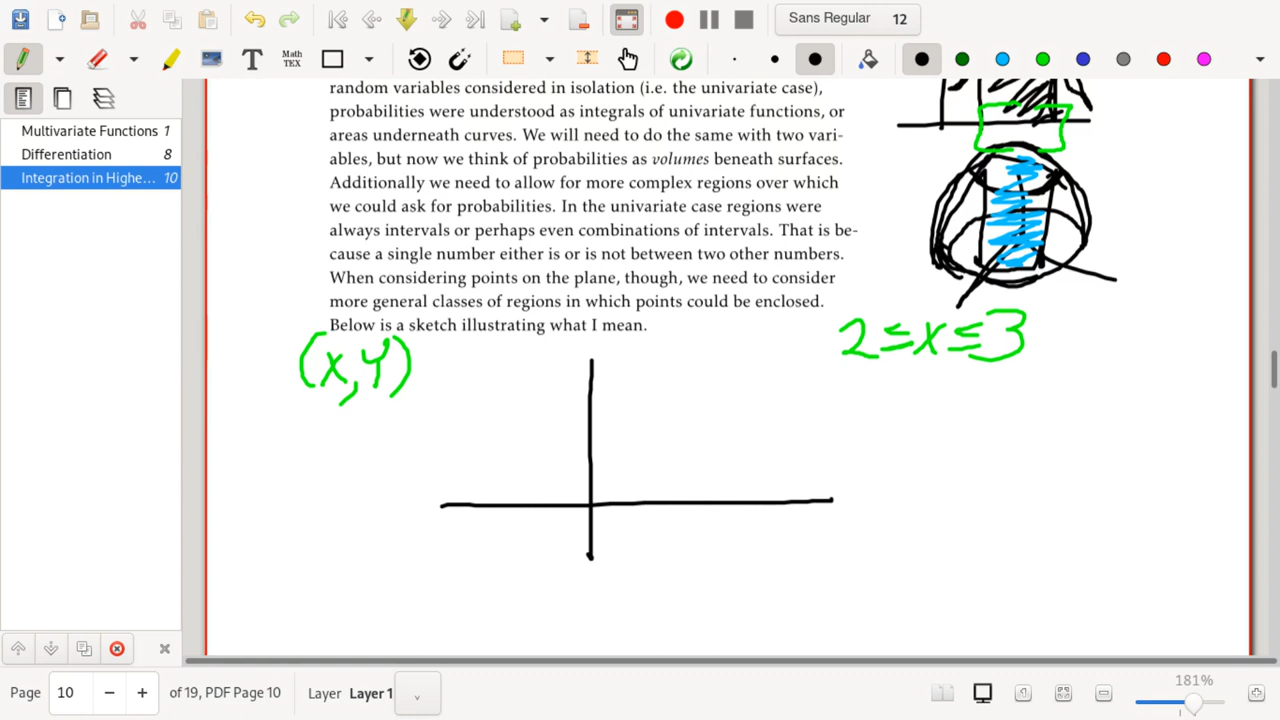 Sans Regular 12
T Math TEX
Multivariate Functions 1
Differentiation 8
Integration in Highe... 10
random variables considered in isolation (i.e. the univariate case),
probabilities were understood as integrals of univariate functions, or
areas underneath curves. We will need to do the same with two vari-
ables, but now we think of probabilities as volumes beneath surfaces.
Additionally we need to allow for more complex regions over which
we could ask for probabilities. In the univariate case regions were
always intervals or perhaps even combinations of intervals. That is be-
cause a single number either is or is not between two other numbers.
When considering points on the plane, though, we need to consider
more general classes of regions in which points could be enclosed.
Below is a sketch illustrating what I mean.
2 ≤ x ≤ 3
(X,Y)
Page 10 of 19, PDF Page 10 Layer Layer 1 181%